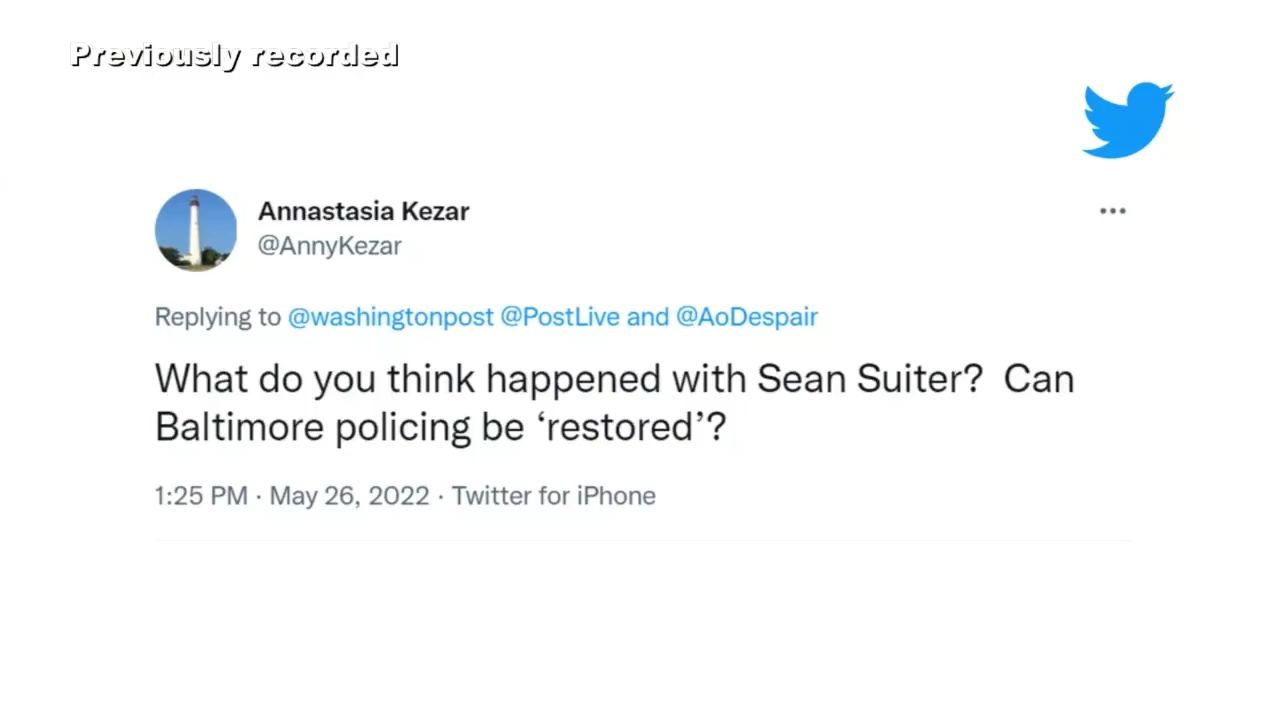 Previously recorded
Annastasia Kezar
@AnnyKezar
Replying to @washingtonpost @PostLive and @AoDespair
What do you think happened with Sean Suiter?  Can
Baltimore policing be ‘restored’?
1:25 PM · May 26, 2022 · Twitter for iPhone